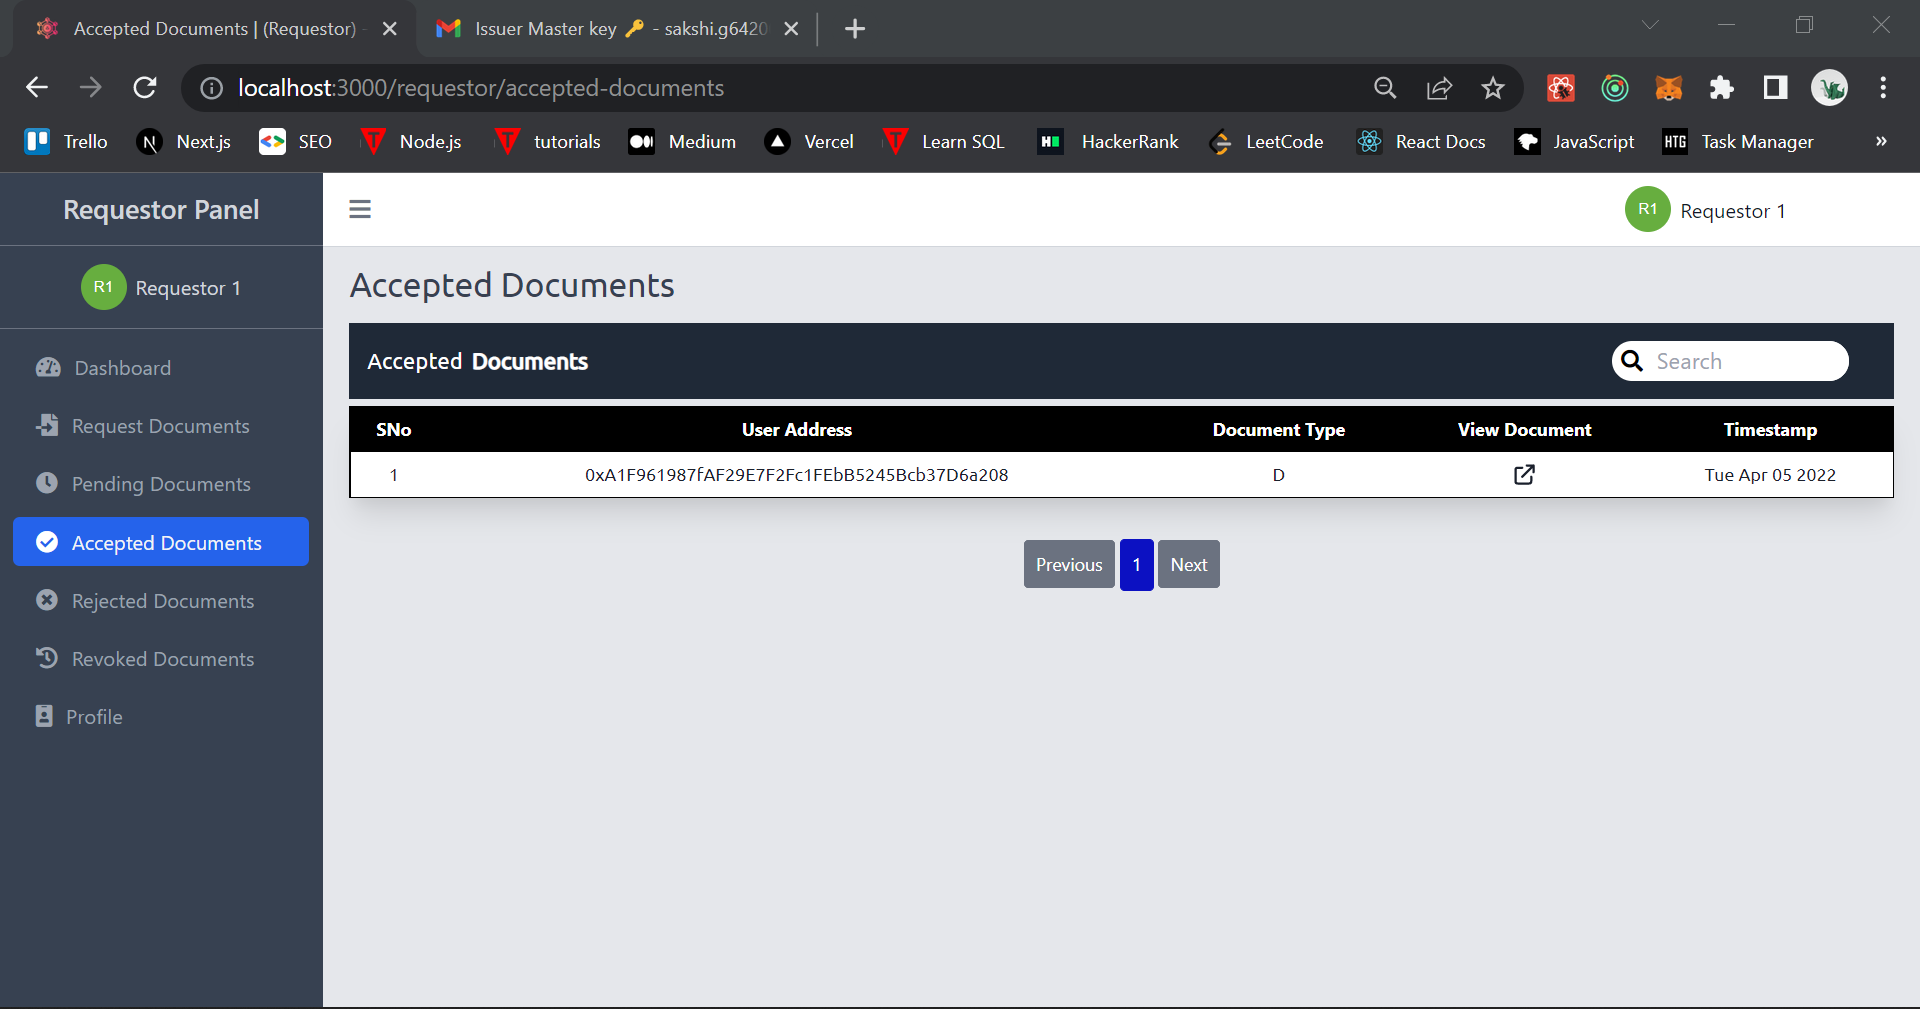 Accepted Documents | (Requestor) -
Issuer Master key 🔑 - sakshi.g6420
localhost:3000/requestor/accepted-documents
Trello Next.js SEO Node.js tutorials Medium Vercel Learn SQL HackerRank LeetCode React Docs JavaScript HTG Task Manager »
Requestor Panel
R1 Requestor 1
R1 Requestor 1
Dashboard
Request Documents
Pending Documents
Accepted Documents
Rejected Documents
Revoked Documents
Profile
Accepted Documents
Accepted Documents
Search
SNo User Address Document Type View Document Timestamp
1 0xA1F961987fAF29E7F2Fc1FEbB5245Bcb37D6a208 D Tue Apr 05 2022
Previous 1 Next